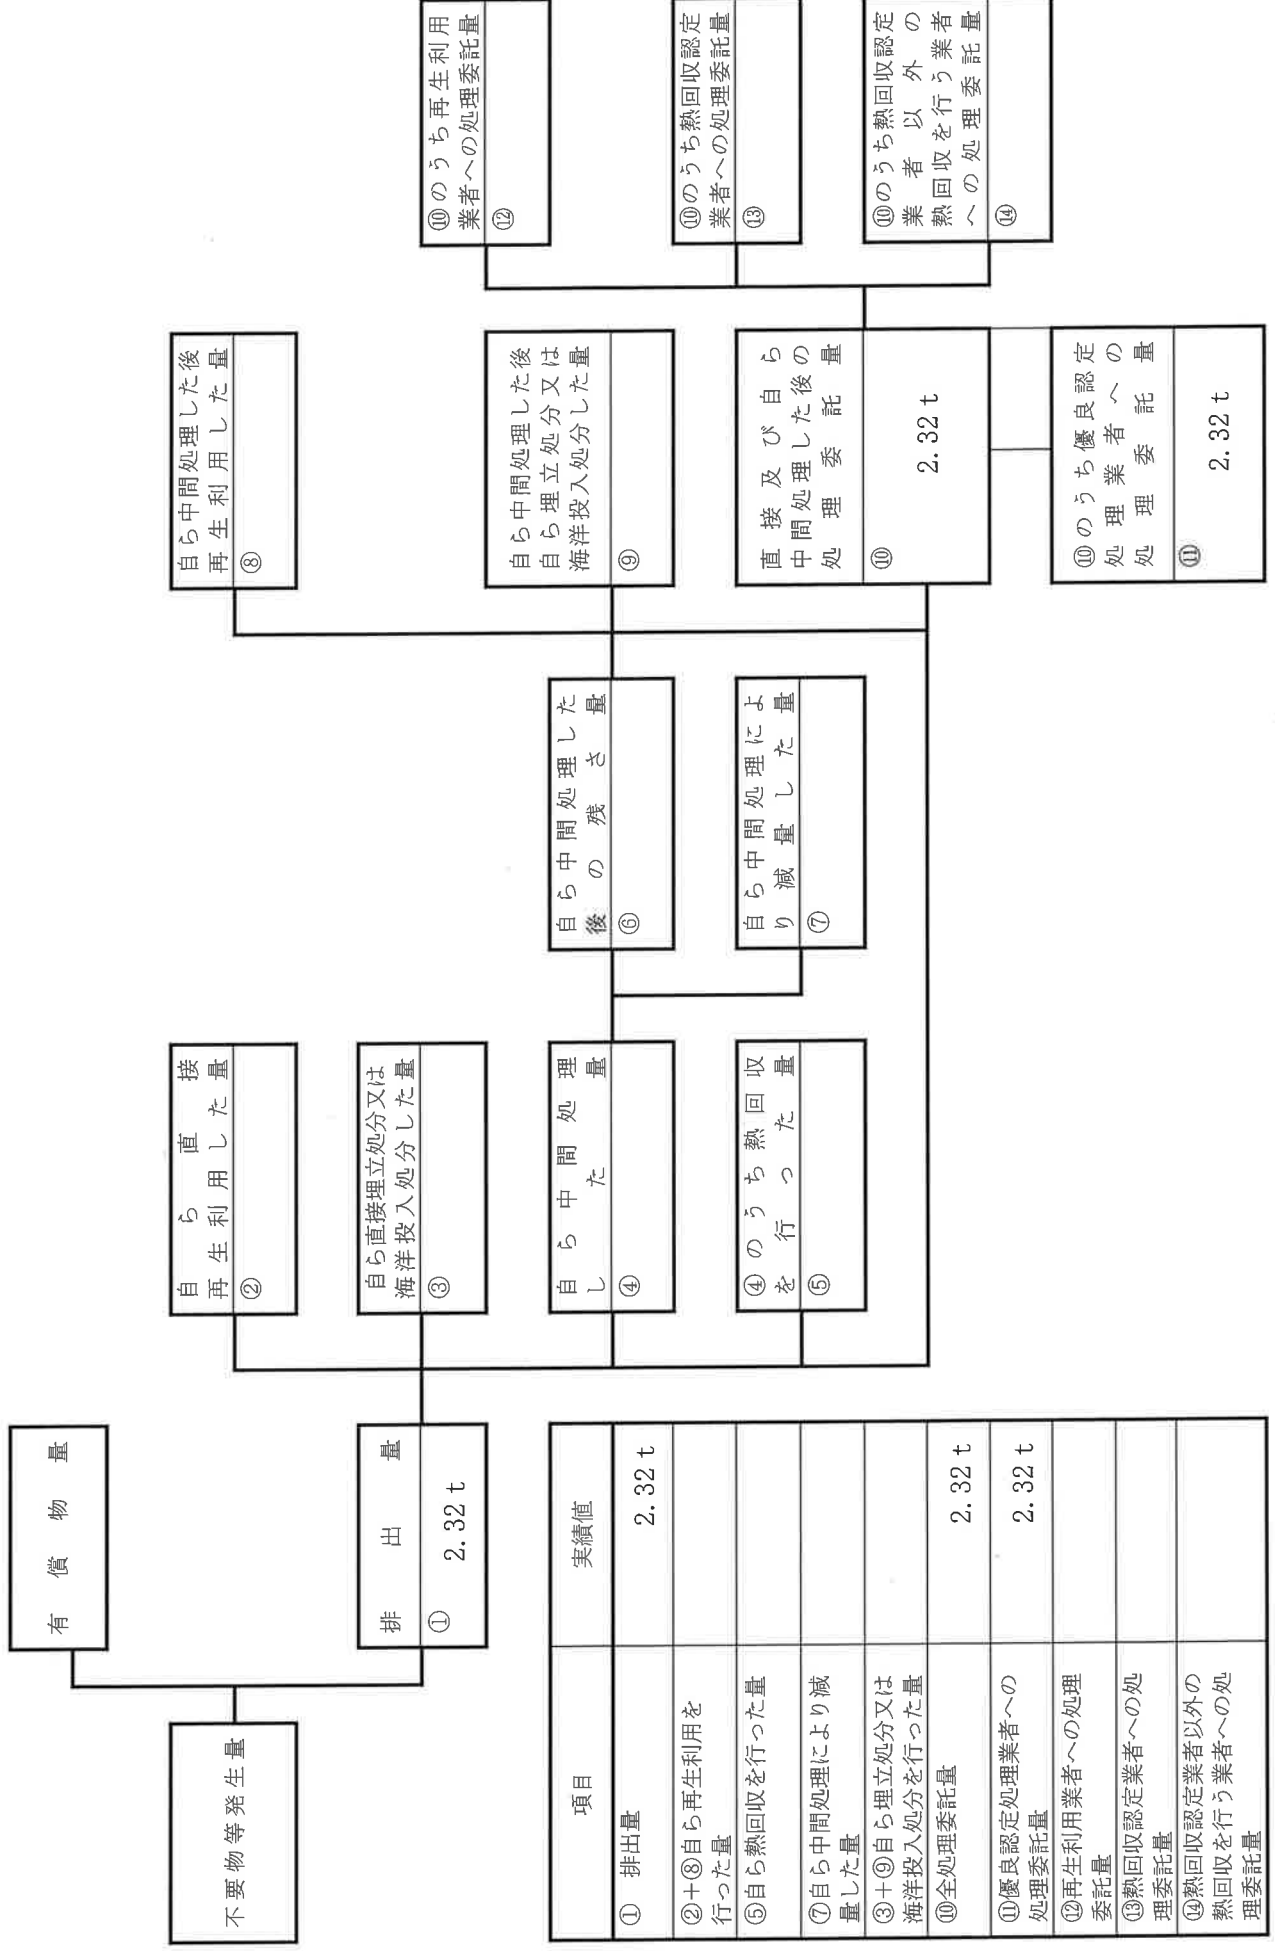 有償物量
不要物等発生量
排出量
① 2.32t
自ら直接
再生利用した量
②
自ら直接埋立処分又は
海洋投入処分した量
③
自ら中間処理
した量
④
④のうち熱回収
を行った量
⑤
自ら中間処理した
後の残さ量
⑥
自ら中間処理によ
り減量した量
⑦
自ら中間処理した後
再生利用した量
⑧
自ら中間処理した後
自ら埋立処分又は
海洋投入処分した量
⑨
直接及び自ら
中間処理した後の
処理委託量
⑩ 2.32t
⑩のうち優良認定
処理業者への
処理委託量
⑪ 2.32t
⑩のうち再生利用
業者への処理委託量
⑫
⑩のうち熱回収認定
業者への処理委託量
⑬
⑩のうち熱回収認定
業者以外の
熱回収を行う業者
への処理委託量
⑭
項目 実績値
① 排出量 2.32t
②+⑧自ら再生利用を
行った量
⑤自ら熱回収を行った量
⑦自ら中間処理により減
量した量
③+⑨自ら埋立処分又は
海洋投入処分を行った量
⑩全処理委託量 2.32t
⑪優良認定処理業者への
処理委託量 2.32t
⑫再生利用業者への処理
委託量
⑬熱回収認定業者への処
理委託量
⑭熱回収認定業者以外の
熱回収を行う業者への処
理委託量